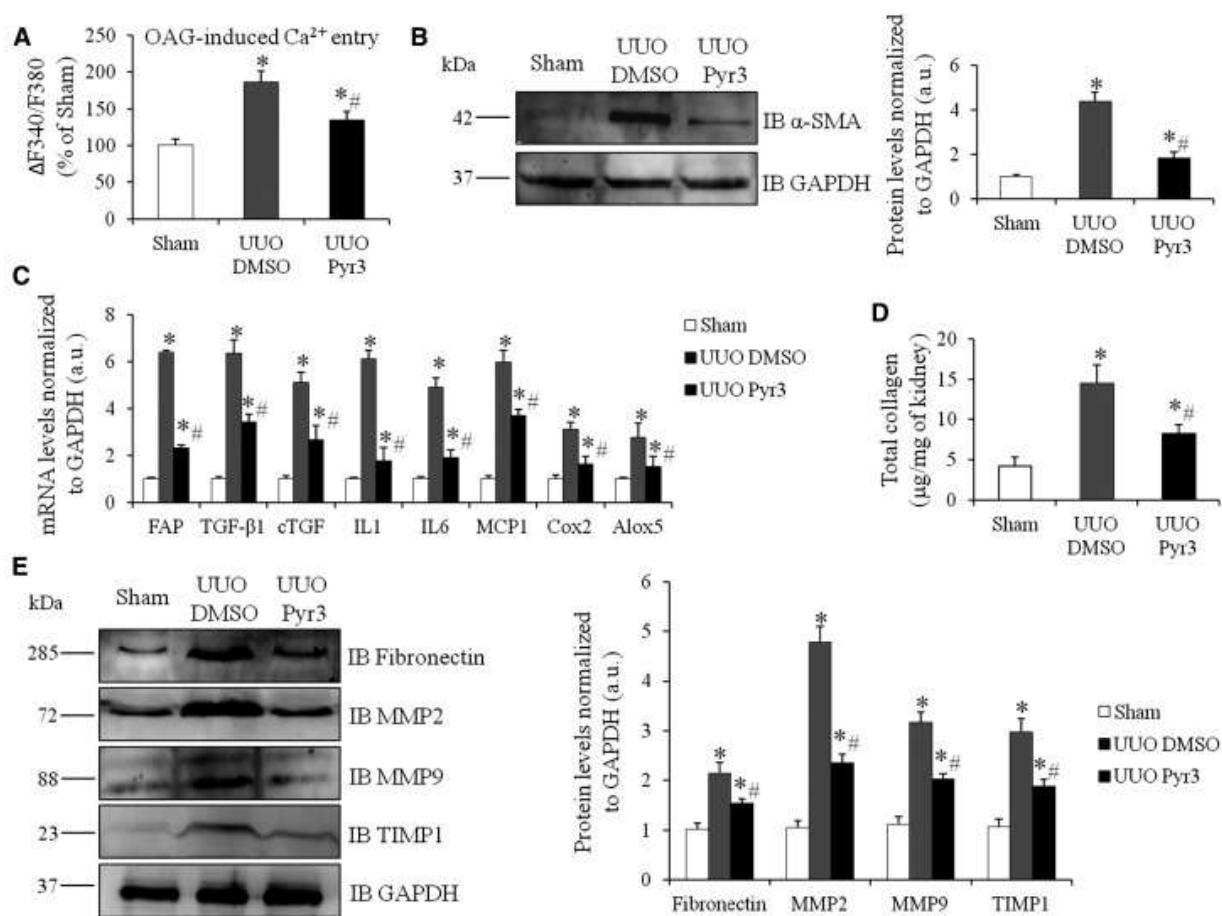 A
OAG-induced Ca²⁺ entry
ΔF340/F380
(% of Sham)
250
200
150
100
50
0
*
*#
Sham
UUO
DMSO
UUO
Pyr3
B
kDa
Sham
UUO
DMSO
UUO
Pyr3
42
IB α-SMA
37
IB GAPDH
Protein levels normalized
to GAPDH (a.u.)
6
4
2
0
*
*#
Sham
UUO
DMSO
UUO
Pyr3
C
mRNA levels normalized
to GAPDH (a.u.)
8
6
4
2
0
* *# * *# * *# * *# * *# * *# * *# * *#
FAP TGF-β1 cTGF IL1 IL6 MCP1 Cox2 Alox5
Sham
UUO DMSO
UUO Pyr3
D
Total collagen
(µg/mg of kidney)
20
15
10
5
0
*
*#
Sham
UUO
DMSO
UUO
Pyr3
E
kDa
Sham
UUO
DMSO
UUO
Pyr3
285
IB Fibronectin
72
IB MMP2
88
IB MMP9
23
IB TIMP1
37
IB GAPDH
Protein levels normalized
to GAPDH (a.u.)
6
5
4
3
2
1
0
* *# * *# * *# * *#
Fibronectin MMP2 MMP9 TIMP1
Sham
UUO DMSO
UUO Pyr3